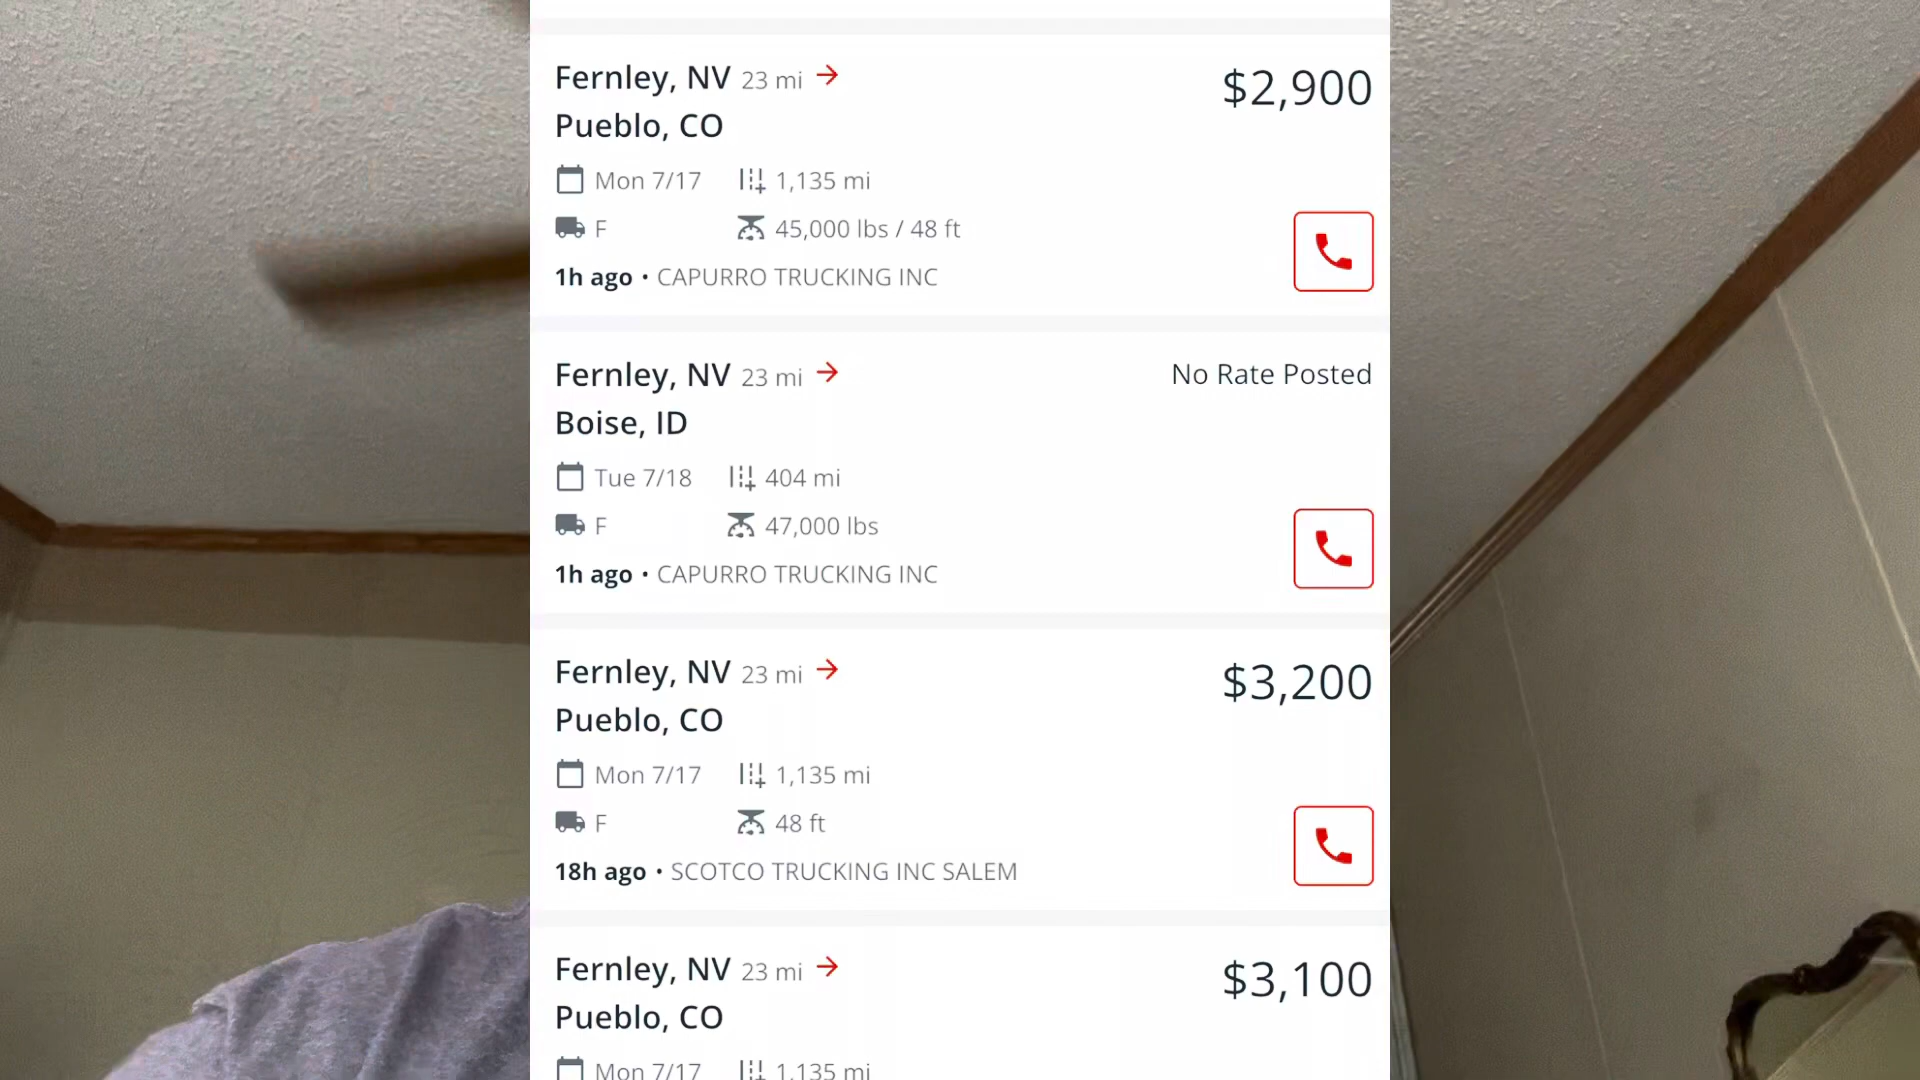 Fernley, NV 23 mi →
$2,900
Pueblo, CO
Mon 7/17 1,135 mi
F 45,000 lbs / 48 ft
1h ago • CAPURRO TRUCKING INC
Fernley, NV 23 mi →
No Rate Posted
Boise, ID
Tue 7/18 404 mi
F 47,000 lbs
1h ago • CAPURRO TRUCKING INC
Fernley, NV 23 mi →
$3,200
Pueblo, CO
Mon 7/17 1,135 mi
F 48 ft
18h ago • SCOTCO TRUCKING INC SALEM
Fernley, NV 23 mi →
$3,100
Pueblo, CO
Mon 7/17 1,135 mi